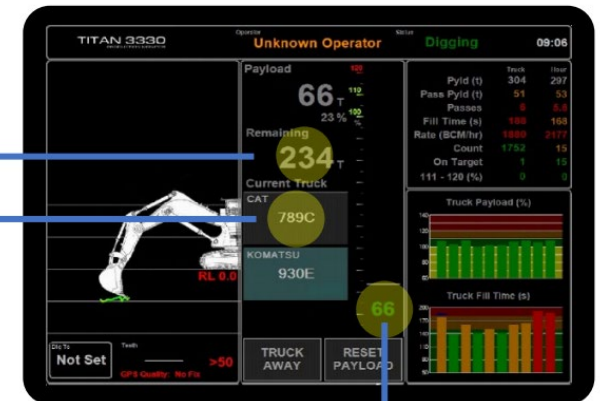 TITAN 3330
Operator
Unknown Operator
Digging
09:06
Payload
66 T
23 %
120
110
100
%
Remaining
234 T
Current Truck
CAT
789C
KOMATSU
930E
66
TRUCK AWAY
RESET PAYLOAD
RL 0.0
Dig To
Not Set
Teeth
>50
GPS Quality: No Fix
Truck Hour
Pyld (t) 304 297
Pass Pyld (t) 51 53
Passes 6 5.6
Fill Time (s) 168
Rate (BCM/hr) 1880 2177
Count 1752 15
On Target 1 15
111 - 120 (%) 0 0
Truck Payload (%)
140
Truck Fill Time (s)